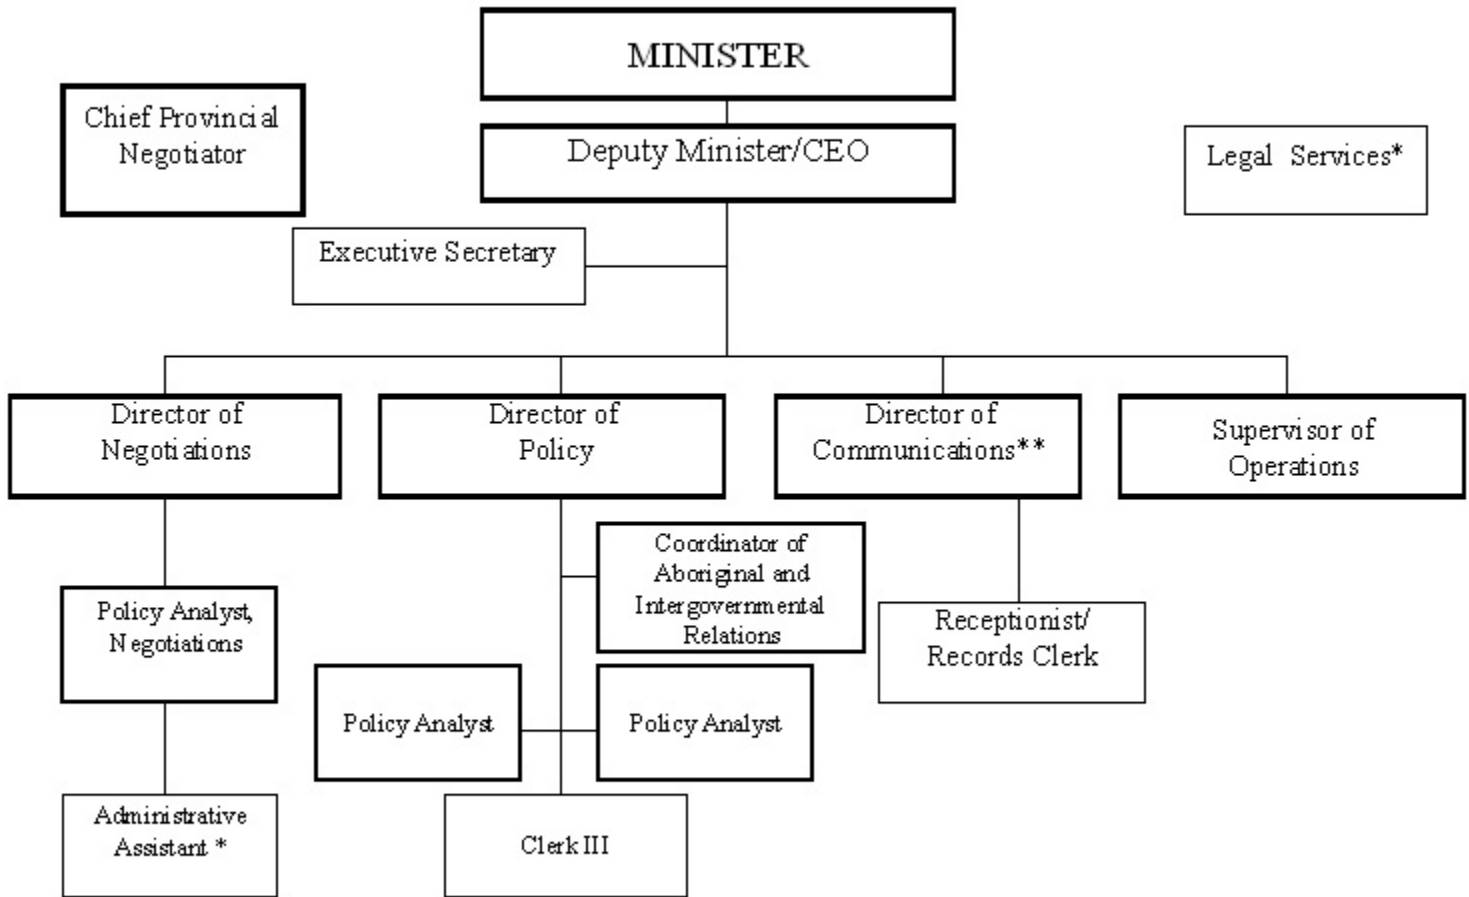 MINISTER
Chief Provincial
Negotiator
Deputy Minister/CEO
Legal Services*
Executive Secretary
Director of
Negotiations
Director of
Policy
Director of
Communications**
Supervisor of
Operations
Coordinator of
Aboriginal and
Intergovernmental
Relations
Policy Analyst,
Negotiations
Receptionist/
Records Clerk
Policy Analyst
Policy Analyst
Administrative
Assistant *
Clerk III